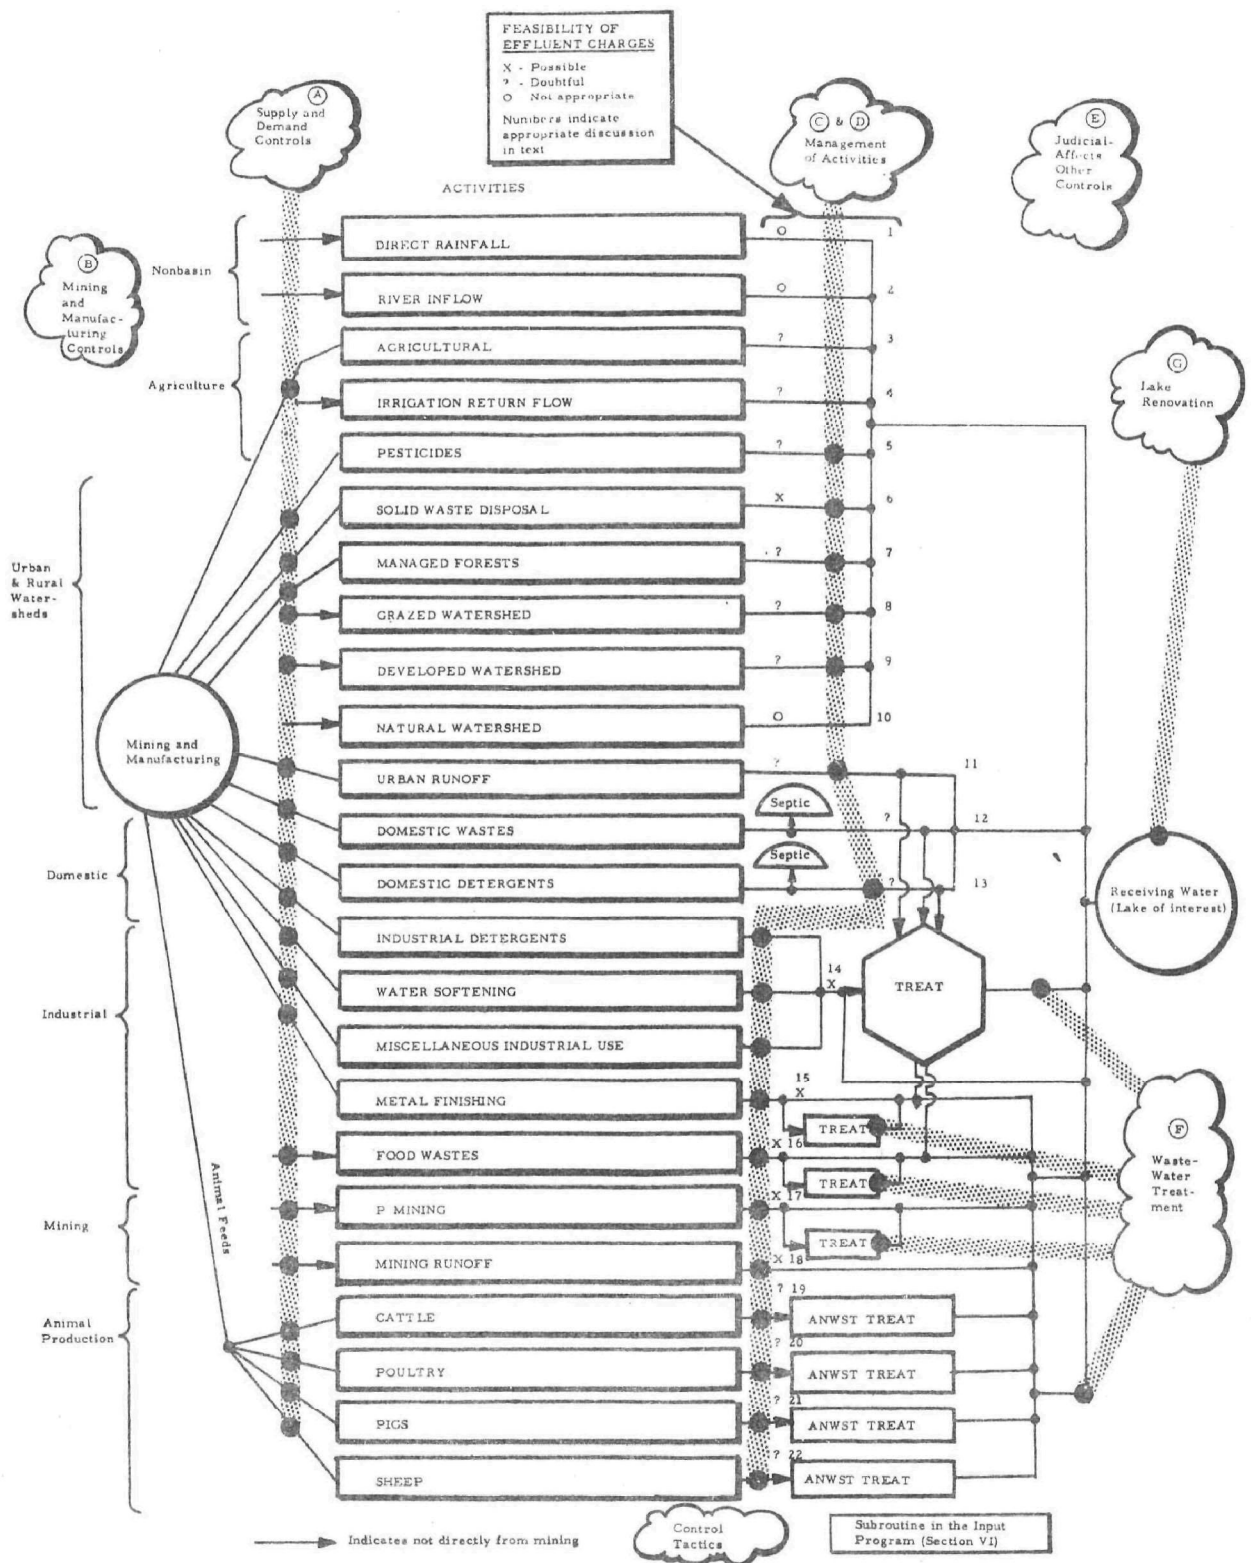 FEASIBILITY OF
EFFLUENT CHARGES
X - Possible
? - Doubtful
O Not appropriate
Numbers indicate
appropriate discussion
in text
A
Supply and
Demand
Controls
C & D
Management
of Activities
E
Judicial-
Affects
Other
Controls
ACTIVITIES
B
Mining
and
Manufac-
turing
Controls
Nonbasin
DIRECT RAINFALL
O
1
RIVER INFLOW
O
2
Agriculture
AGRICULTURAL
?
3
IRRIGATION RETURN FLOW
?
4
G
Lake
Renovation
PESTICIDES
?
5
Urban
& Rural
Water-
sheds
SOLID WASTE DISPOSAL
X
6
MANAGED FORESTS
?
7
GRAZED WATERSHED
?
8
DEVELOPED WATERSHED
?
9
NATURAL WATERSHED
O
10
Mining and
Manufacturing
URBAN RUNOFF
?
11
Septic
DOMESTIC WASTES
?
12
Septic
Domestic
DOMESTIC DETERGENTS
?
13
Receiving Water
(Lake of interest)
Industrial
INDUSTRIAL DETERGENTS
WATER SOFTENING
14
X
TREAT
MISCELLANEOUS INDUSTRIAL USE
METAL FINISHING
15
X
TREAT
FOOD WASTES
X 16
TREAT
F
Waste-
Water
Treat-
ment
Animal Feeds
Mining
P MINING
X 17
TREAT
MINING RUNOFF
X 18
Animal
Production
CATTLE
? 19
ANWST TREAT
POULTRY
? 20
ANWST TREAT
PIGS
? 21
ANWST TREAT
SHEEP
? 22
ANWST TREAT
Indicates not directly from mining
Control
Tactics
Subroutine in the Input
Program (Section VI)